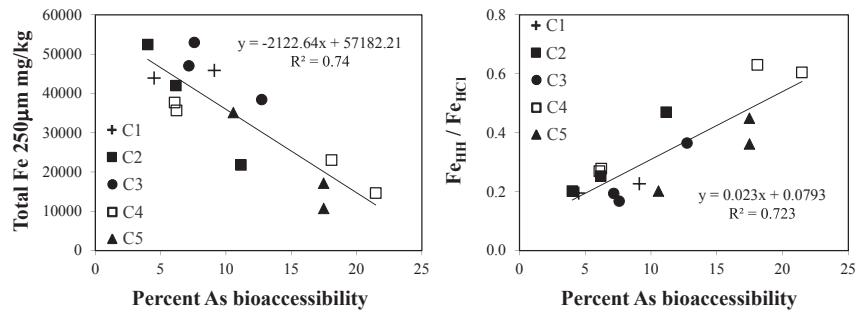 60000
50000
40000
30000
20000
10000
0
Total Fe 250µm mg/kg
y = -2122.64x + 57182.21
R² = 0.74
C1
C2
C3
C4
C5
0 5 10 15 20 25
Percent As bioaccessibility
0.8
0.6
0.4
0.2
0.0
Fe_HH / Fe_HCl
C1
C2
C3
C4
C5
y = 0.023x + 0.0793
R² = 0.723
0 5 10 15 20 25
Percent As bioaccessibility